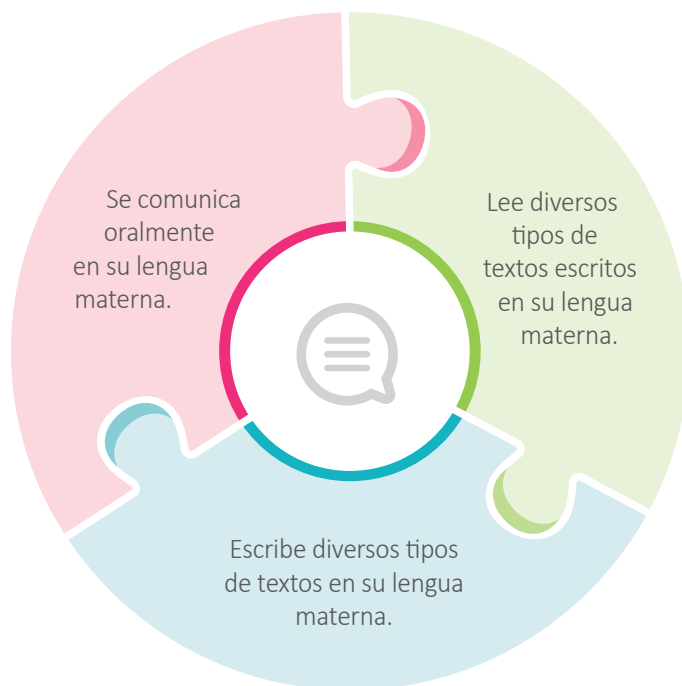 Se comunica
oralmente
en su lengua
materna.
Lee diversos
tipos de
textos escritos
en su lengua
materna.
Escribe diversos tipos
de textos en su lengua
materna.